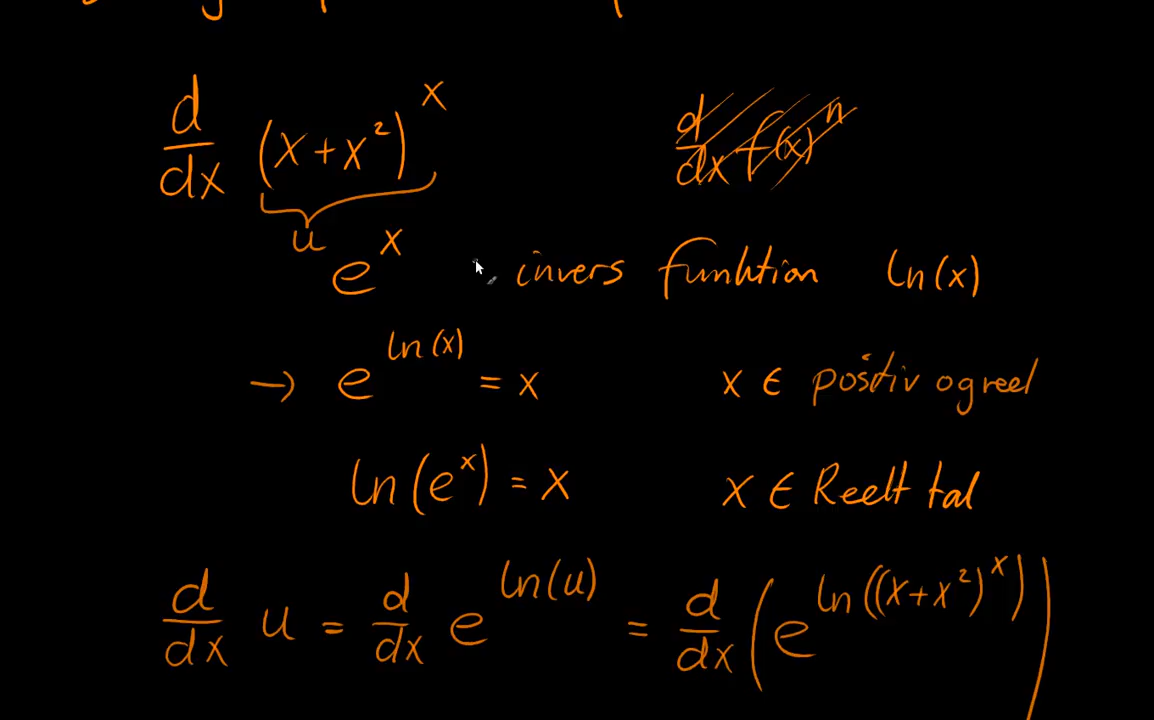 d/dx (x+x²)^x
d/dx f(x)^n
u
e^x , invers funktion ln(x)
→ e^ln(x) = x x ∈ positiv og reel
ln(e^x) = x x ∈ Reelt tal
d/dx u = d/dx e^ln(u) = d/dx (e^ln((x+x²)^x))